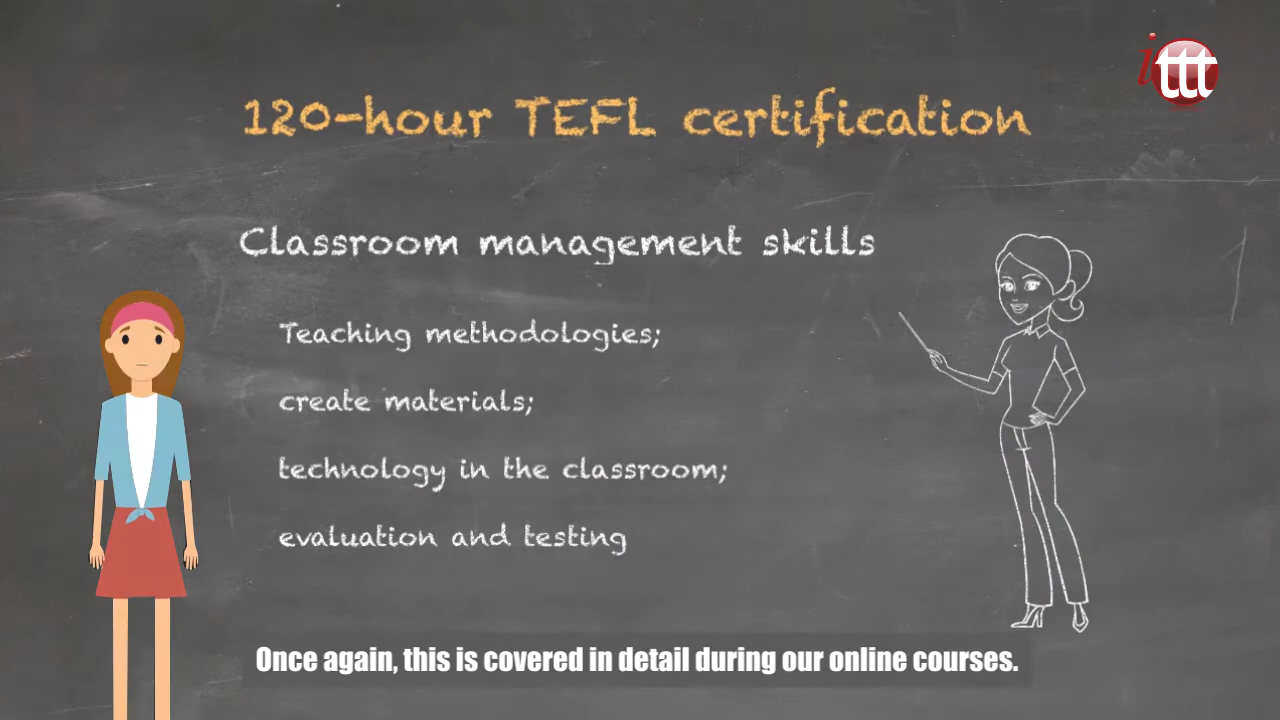 ittt
120-hour TEFL certification
Classroom management skills
Teaching methodologies;
create materials;
technology in the classroom;
evaluation and testing
Once again, this is covered in detail during our online courses.